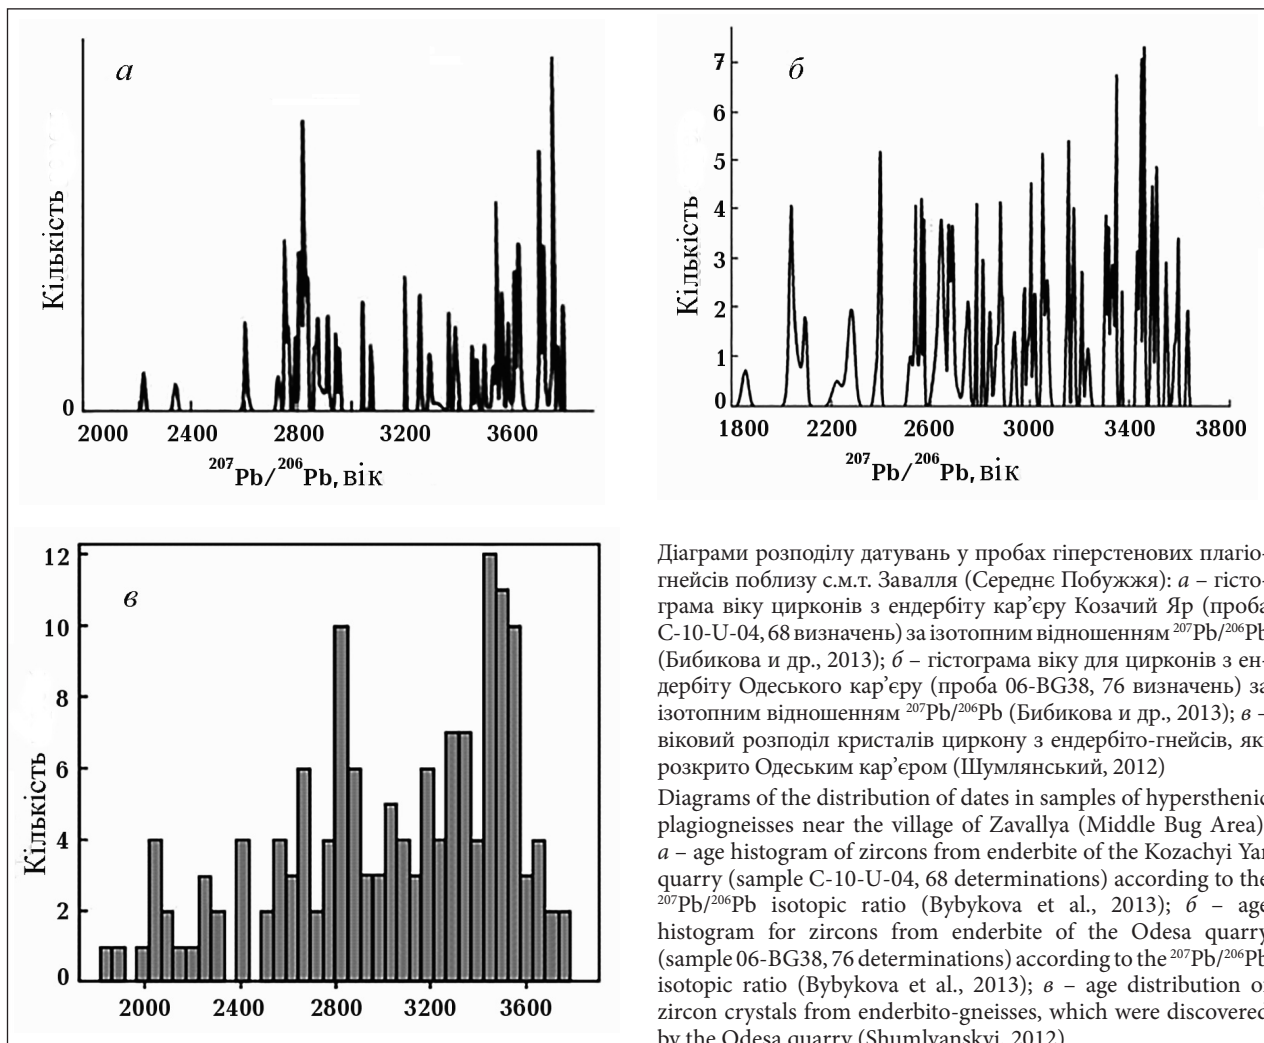 а
Кількість
0
2000 2400 2800 3200 3600
²⁰⁷Pb/²⁰⁶Pb, вік
б
7
6
5
4
3
2
1
0
Кількість
1800 2200 2600 3000 3400 3800
²⁰⁷Pb/²⁰⁶Pb, вік
в
12
10
8
6
4
2
0
Кількість
2000 2400 2800 3200 3600
Діаграми розподілу датувань у пробах гіперстенових плагіо-
гнейсів поблизу с.м.т. Завалля (Середнє Побужжя): а – гісто-
грама віку цирконів з ендербіту кар’єру Козачий Яр (проба
С-10-U-04, 68 визначень) за ізотопним відношенням ²⁰⁷Pb/²⁰⁶Pb
(Бибикова и др., 2013); б – гістограма віку для цирконів з ен-
дербіту Одеського кар’єру (проба 06-BG38, 76 визначень) за
ізотопним відношенням ²⁰⁷Pb/²⁰⁶Pb (Бибикова и др., 2013); в –
віковий розподіл кристалів циркону з ендербіто-гнейсів, як
розкрито Одеським кар’єром (Шумлянський, 2012)
Diagrams of the distribution of dates in samples of hypersthenic
plagiogneisses near the village of Zavallya (Middle Bug Area)
а – age histogram of zircons from enderbite of the Kozachyi Yar
quarry (sample C-10-U-04, 68 determinations) according to the
²⁰⁷Pb/²⁰⁶Pb isotopic ratio (Bybykova et al., 2013); б – age
histogram for zircons from enderbite of the Odesa quarry
(sample 06-BG38, 76 determinations) according to the ²⁰⁷Pb/²⁰⁶Pb
isotopic ratio (Bybykova et al., 2013); в – age distribution of
zircon crystals from enderbito-gneisses, which were discovered
by the Odesa quarry (Shumlyanskyi, 2012)